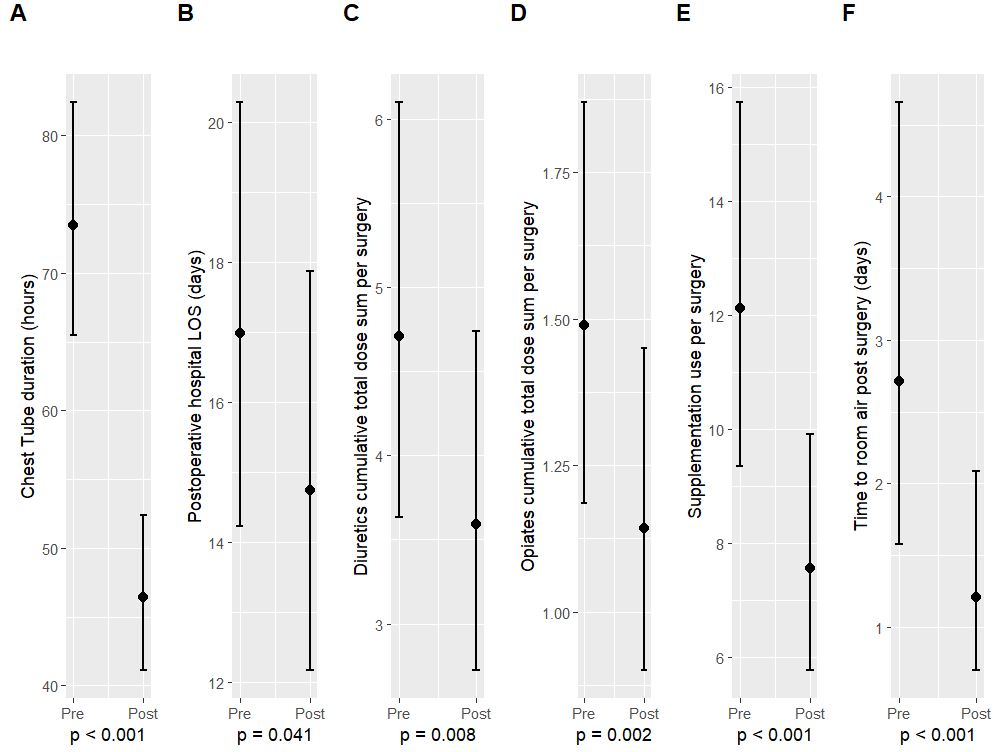 A
B
C
D
E
F
Chest Tube duration (hours)
80
70
60
50
40
Pre
Post
p < 0.001
Postoperative hospital LOS (days)
20
18
16
14
12
Pre
Post
p = 0.041
Diuretics cumulative total dose sum per surgery
6
5
4
3
Pre
Post
p = 0.008
Opiates cumulative total dose sum per surgery
1.75
1.50
1.25
1.00
Pre
Post
p = 0.002
Supplementation use per surgery
16
14
12
10
8
6
Pre
Post
p < 0.001
Time to room air post surgery (days)
4
3
2
1
Pre
Post
p < 0.001